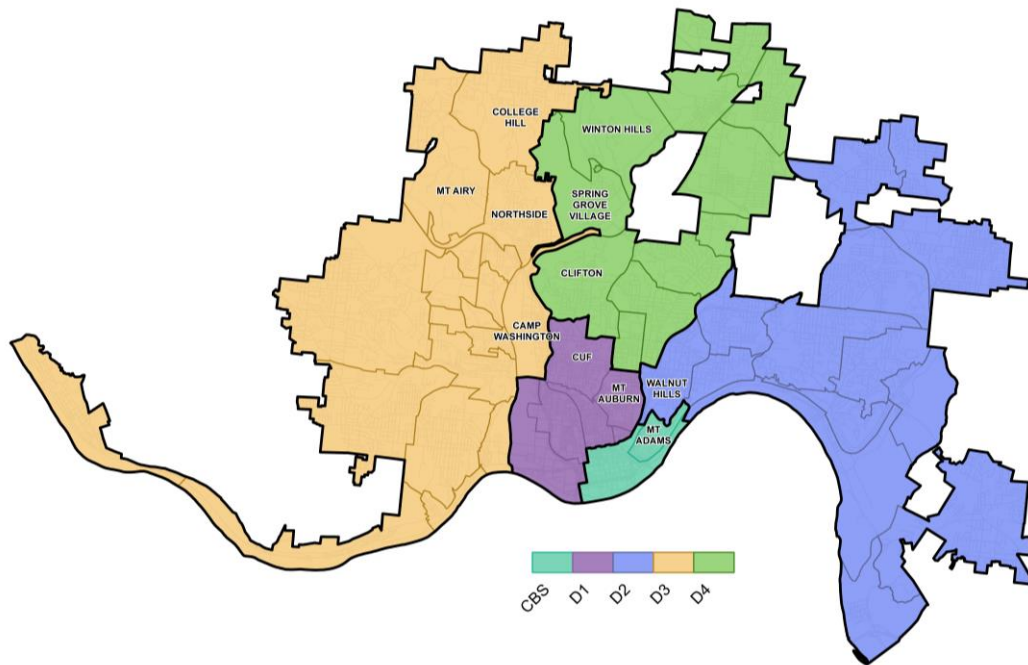 COLLEGE
HILL
WINTON HILLS
MT AIRY
SPRING
GROVE
VILLAGE
NORTHSIDE
CLIFTON
CAMP
WASHINGTON
CUF
MT
AUBURN
WALNUT
HILLS
MT
ADAMS
CBS
D1
D2
D3
D4